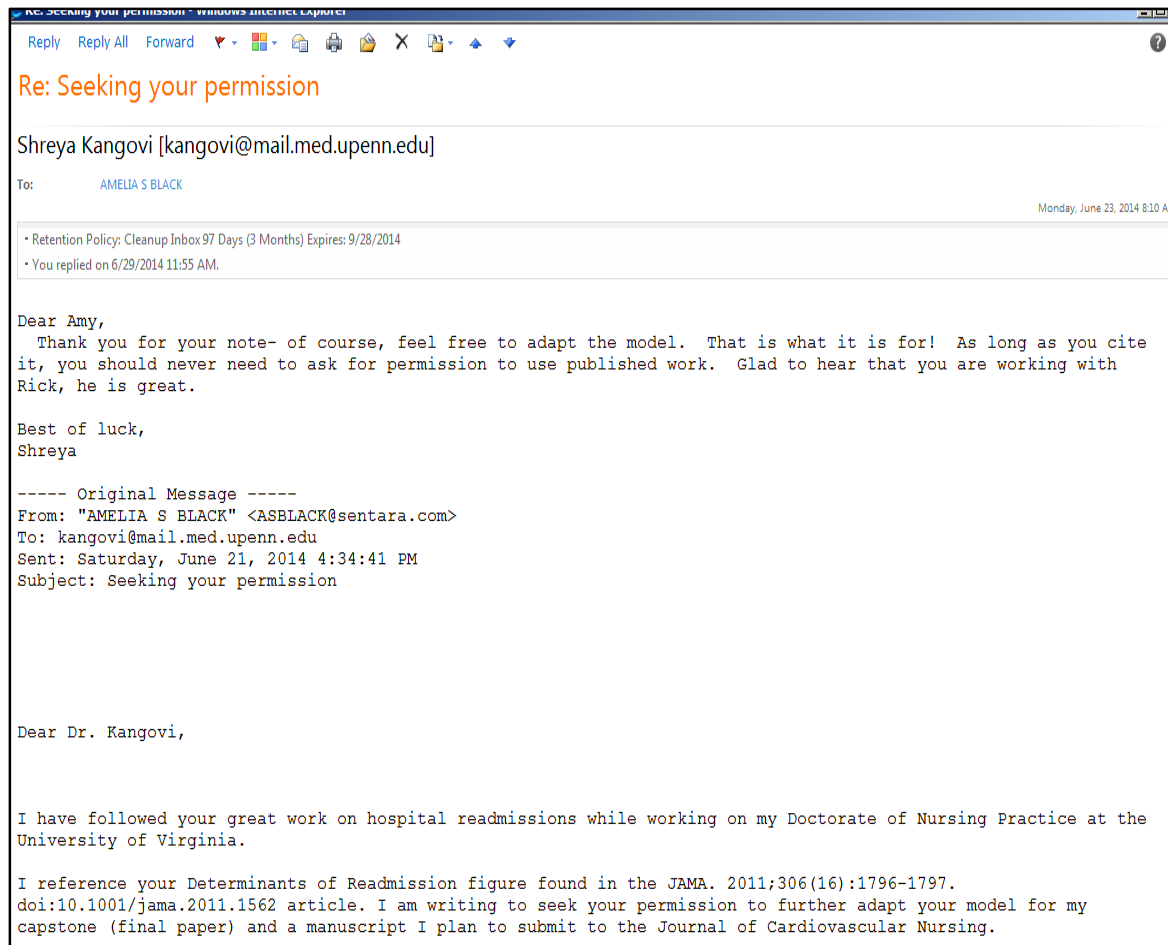 Re: Seeking your permission - Windows Internet Explorer
Reply Reply All Forward
Re: Seeking your permission
Shreya Kangovi [kangovi@mail.med.upenn.edu]
To: AMELIA S BLACK
Monday, June 23, 2014 8:10 A
▪ Retention Policy: Cleanup Inbox 97 Days (3 Months) Expires: 9/28/2014
▪ You replied on 6/29/2014 11:55 AM.
Dear Amy,
Thank you for your note- of course, feel free to adapt the model. That is what it is for! As long as you cite
it, you should never need to ask for permission to use published work. Glad to hear that you are working with
Rick, he is great.
Best of luck,
Shreya
----- Original Message -----
From: "AMELIA S BLACK" <ASBLACK@sentara.com>
To: kangovi@mail.med.upenn.edu
Sent: Saturday, June 21, 2014 4:34:41 PM
Subject: Seeking your permission
Dear Dr. Kangovi,
I have followed your great work on hospital readmissions while working on my Doctorate of Nursing Practice at the
University of Virginia.
I reference your Determinants of Readmission figure found in the JAMA. 2011;306(16):1796-1797.
doi:10.1001/jama.2011.1562 article. I am writing to seek your permission to further adapt your model for my
capstone (final paper) and a manuscript I plan to submit to the Journal of Cardiovascular Nursing.